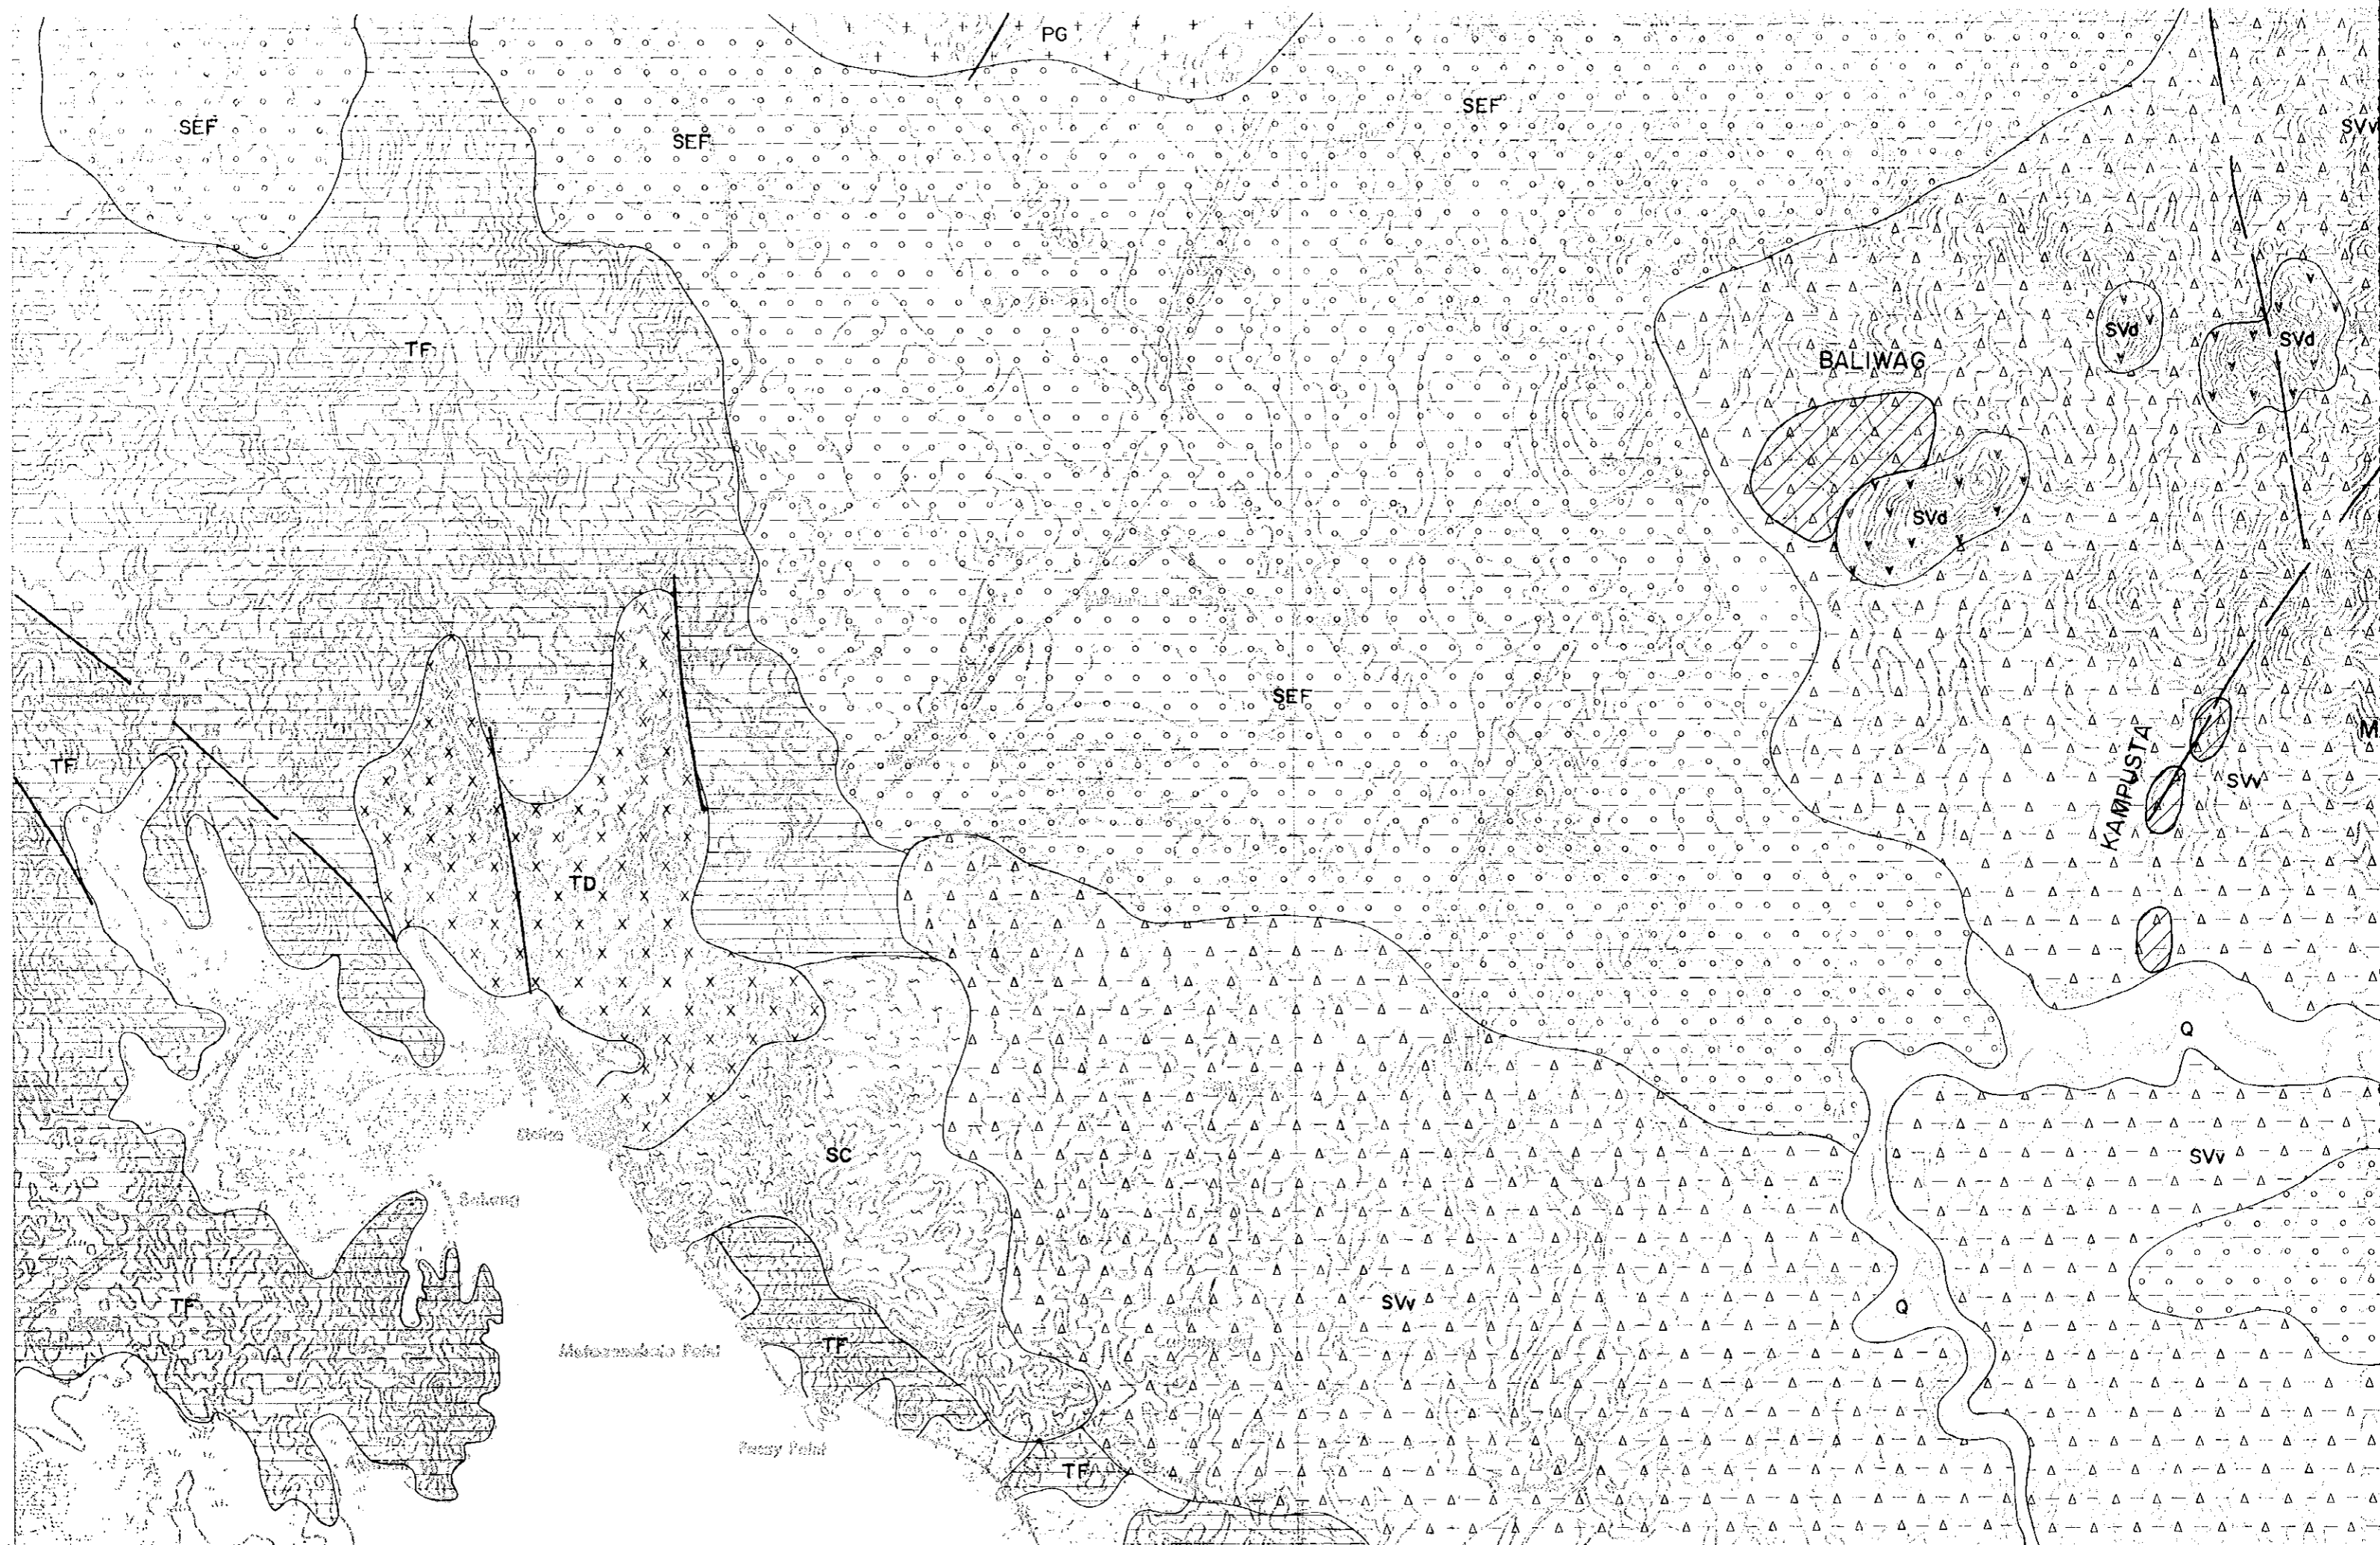 PG
SEF
SEF
SEF
SVv
TF
SVd
SVd
BALIWAG
SVd
SEF
TF
KAMPUSTA
SVv
M
TD
Q
SC
SVv
TF
SVv
Q
TF
TF